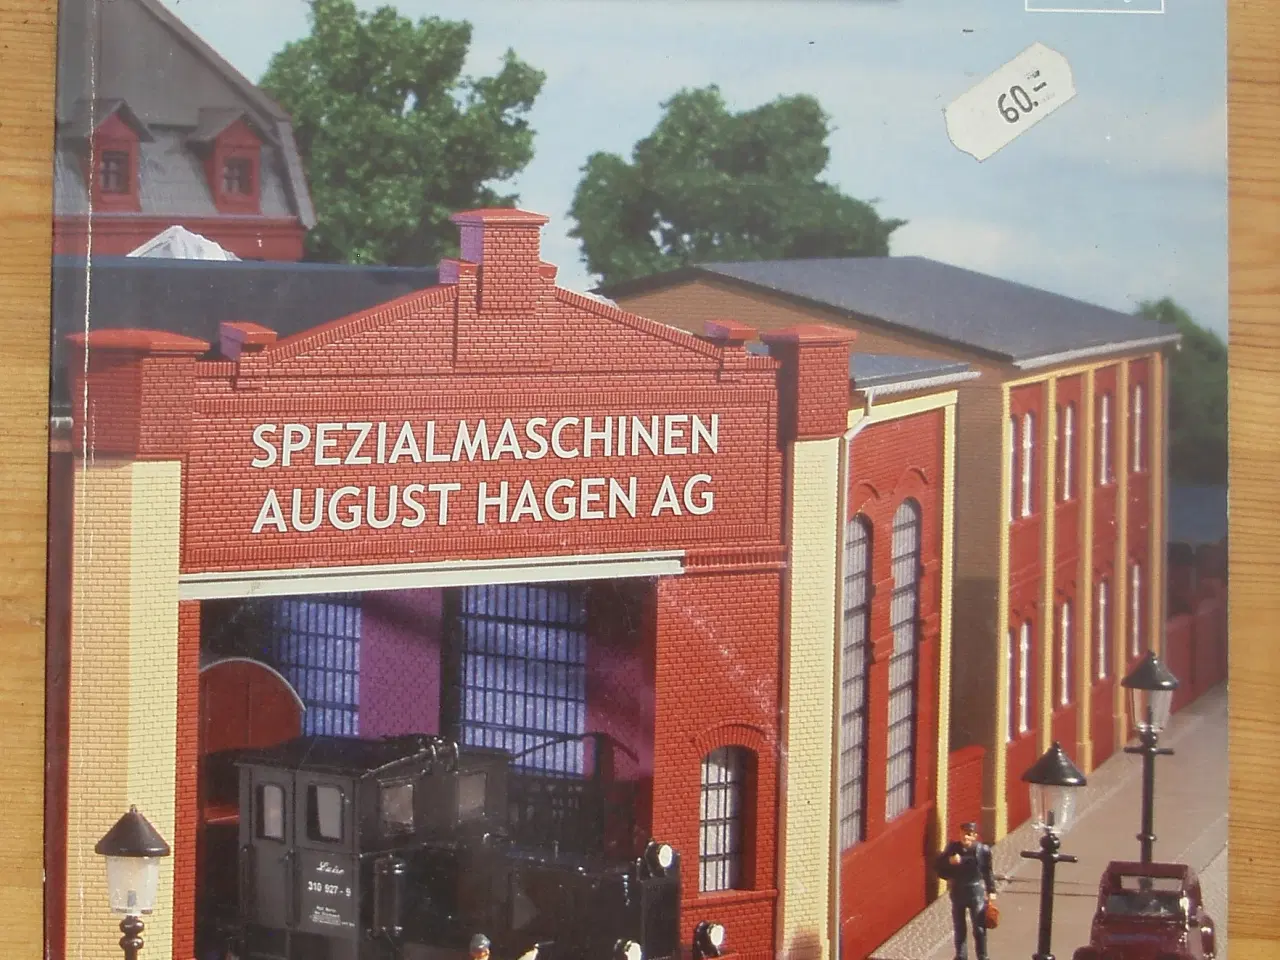 60.-
SPEZIALMASCHINEN
AUGUST HAGEN AG
310 927-9